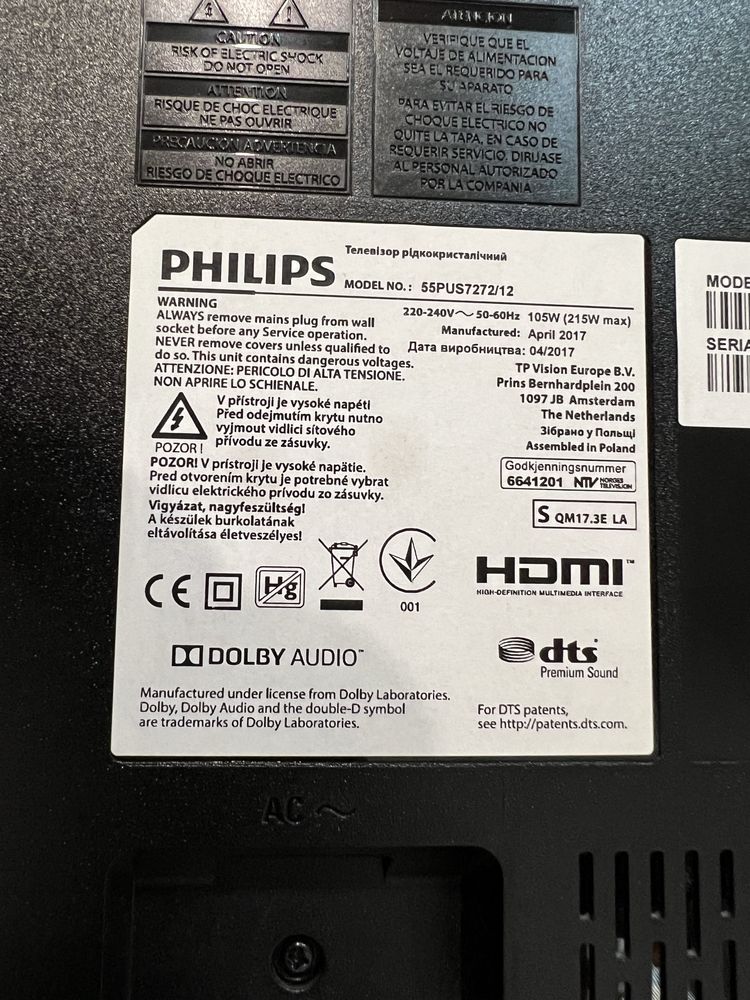 CAUTION
RISK OF ELECTRIC SHOCK
DO NOT OPEN
ATTENTION
RISQUE DE CHOC ELECTRIQUE
NE PAS OUVRIR
PRECAUCION ADVERTENCIA
NO ABRIR
RIESGO DE CHOQUE ELECTRICO
ATENCION
VERIFIQUE QUE EL
VOLTAJE DE ALIMENTACION
SEA EL REQUERIDO PARA
SU APARATO
PARA EVITAR EL RIESGO DE
CHOQUE ELECTRICO NO
QUITE LA TAPA, EN CASO DE
REQUERIR SERVICIO, DIRIJASE
AL PERSONAL AUTORIZADO
POR LA COMPANIA
PHILIPS
Телевізор рідкокристалічний
MODEL NO.: 55PUS7272/12
WARNING
ALWAYS remove mains plug from wall
socket before any Service operation.
NEVER remove covers unless qualified to
do so. This unit contains dangerous voltages.
ATTENZIONE: PERICOLO DI ALTA TENSIONE.
NON APRIRE LO SCHIENALE.
220-240V~ 50-60Hz 105W (215W max)
Manufactured: April 2017
Дата виробництва: 04/2017
TP Vision Europe B.V.
Prins Bernhardplein 200
1097 JB Amsterdam
The Netherlands
Зібрано у Польщі
Assembled in Poland
V přístroji je vysoké napětí
Před odejmutím krytu nutno
vyjmout vidlici síťového
přívodu ze zásuvky.
POZOR!
POZOR! V prístroji je vysoké napätie.
Pred otvorením krytu je potrebné vybrat
vidlicu elektrického prívodu zo zásuvky.
Vigyázat, nagyfeszültség!
A készülek burkolatának
eltávolítása életveszélyes!
Godkjenningsnummer
6641201 NTV NORGES TELEVISJON
S QM17.3E LA
CE
Hg
001
HDMI™
HIGH-DEFINITION MULTIMEDIA INTERFACE
DOLBY AUDIO™
dts
Premium Sound
Manufactured under license from Dolby Laboratories.
Dolby, Dolby Audio and the double-D symbol
are trademarks of Dolby Laboratories.
For DTS patents,
see http://patents.dts.com.
MODE
SERIA
AC ~